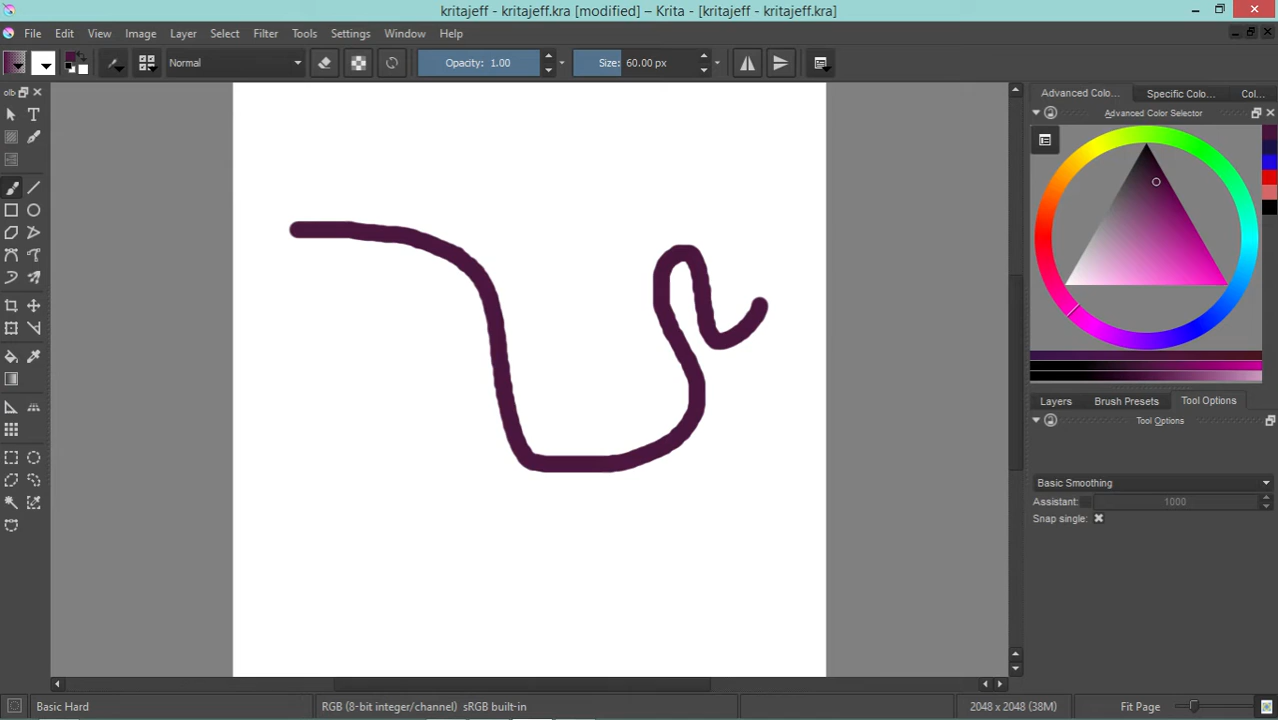 kritajeff - kritajeff.kra [modified] – Krita - [kritajeff - kritajeff.kra]
File Edit View Image Layer Select Filter Tools Settings Window Help
Normal Opacity: 1.00 Size: 60.00 px
olb
Advanced Colo... Specific Colo... Col...
Advanced Color Selector
Layers Brush Presets Tool Options
Tool Options
Basic Smoothing
Assistant: 1000
Snap single:
Basic Hard RGB (8-bit integer/channel) sRGB built-in 2048 x 2048 (38M) Fit Page